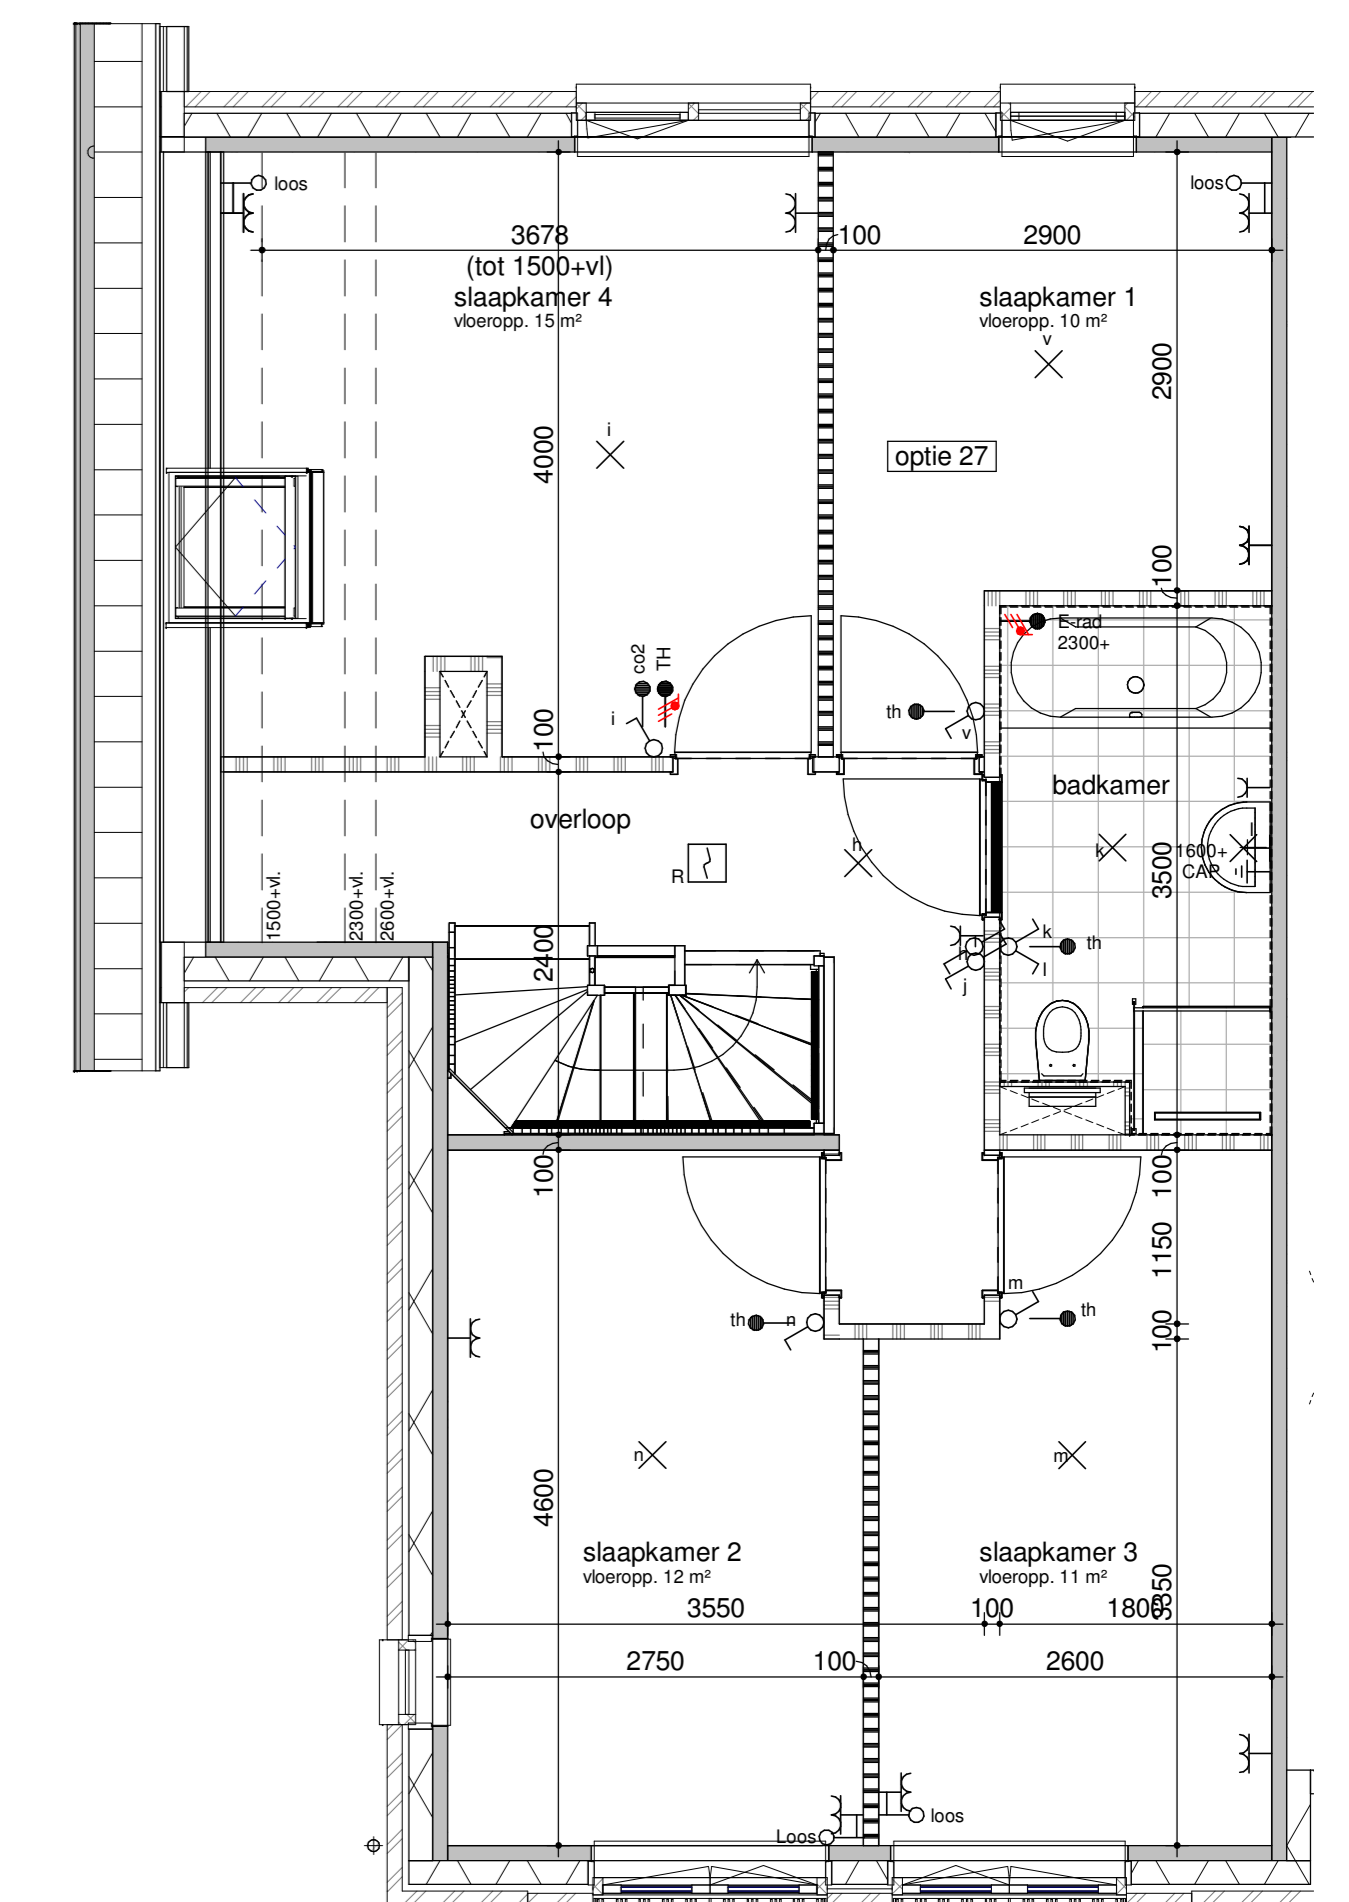 loos
loos
3678
100
2900
(tot 1500+vl)
slaapkamer 4
vloeropp. 15 m²
slaapkamer 1
vloeropp. 10 m²
v
2900
i
4000
optie 27
100
E-rad
2300+
co2
TH
i
100
th
v
badkamer
overloop
h
R
k
3500
1600+
CAP
l
1500+vl.
2300+vl.
2600+vl.
2400
h
k
th
l
j
100
100
1150
m
th
n
th
100
n
m
4600
slaapkamer 2
vloeropp. 12 m²
slaapkamer 3
vloeropp. 11 m²
3350
3550
100
1800
2750
100
2600
loos
Loos